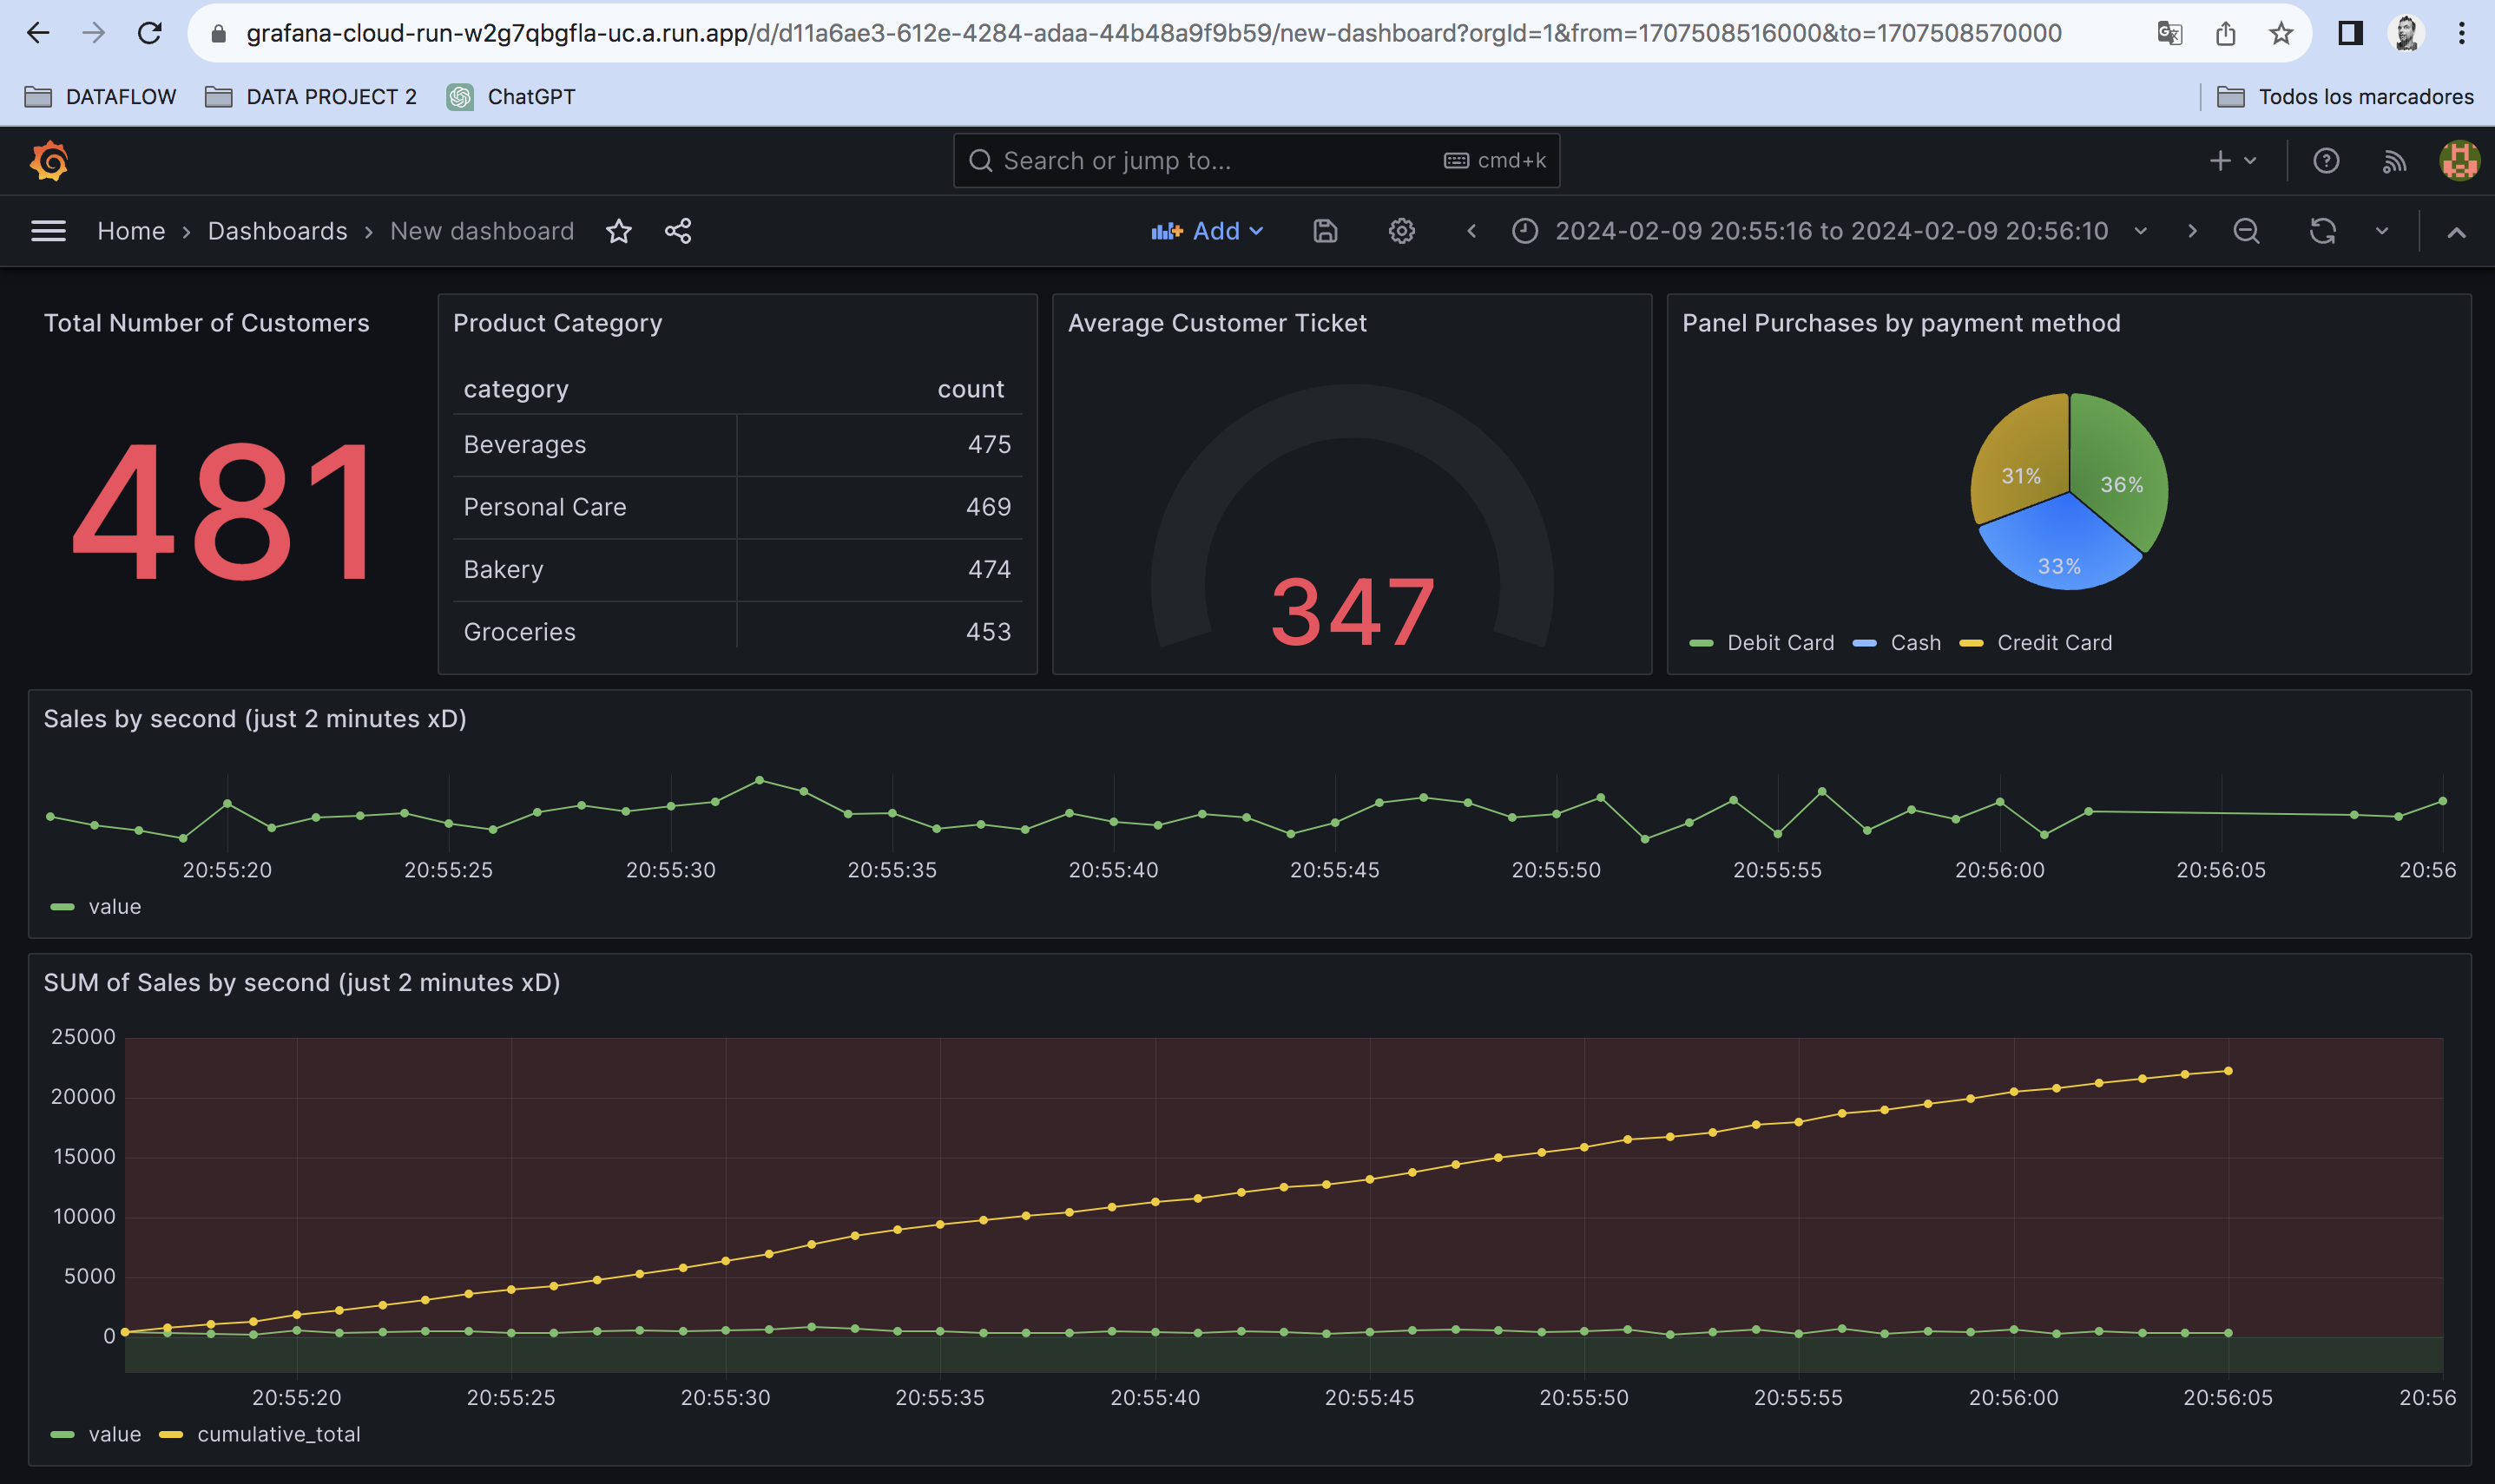 grafana-cloud-run-w2g7qbgfla-uc.a.run.app/d/d11a6ae3-612e-4284-adaa-44b48a9f9b59/new-dashboard?orgId=1&from=1707508516000&to=1707508570000
DATAFLOW DATA PROJECT 2 ChatGPT Todos los marcadores
Search or jump to... cmd+k
Home › Dashboards › New dashboard Add 2024-02-09 20:55:16 to 2024-02-09 20:56:10
Total Number of Customers
481
Product Category
category count
Beverages 475
Personal Care 469
Bakery 474
Groceries 453
Average Customer Ticket
347
Panel Purchases by payment method
31% 36%
33%
Debit Card Cash Credit Card
Sales by second (just 2 minutes xD)
20:55:20 20:55:25 20:55:30 20:55:35 20:55:40 20:55:45 20:55:50 20:55:55 20:56:00 20:56:05 20:56
value
SUM of Sales by second (just 2 minutes xD)
25000
20000
15000
10000
5000
0
20:55:20 20:55:25 20:55:30 20:55:35 20:55:40 20:55:45 20:55:50 20:55:55 20:56:00 20:56:05 20:56
value cumulative_total